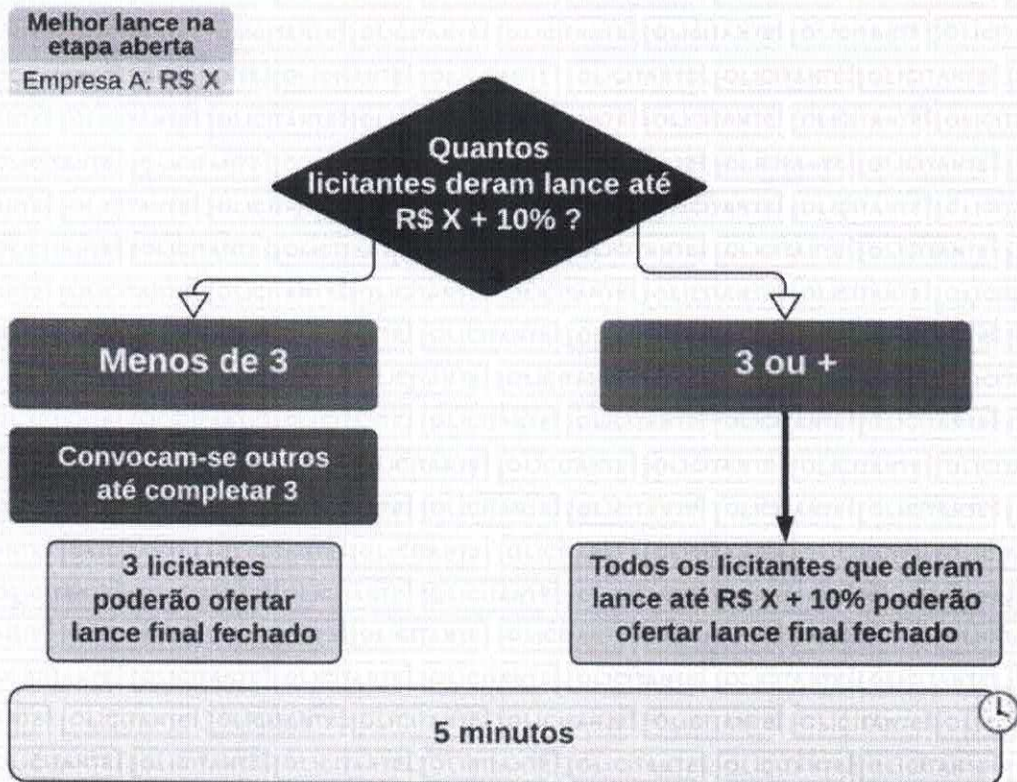 Melhor lance na
etapa aberta
Empresa A: R$ X
Quantos
licitantes deram lance até
R$ X + 10% ?
Menos de 3
3 ou +
Convocam-se outros
até completar 3
3 licitantes
poderão ofertar
lance final fechado
Todos os licitantes que deram
lance até R$ X + 10% poderão
ofertar lance final fechado
5 minutos